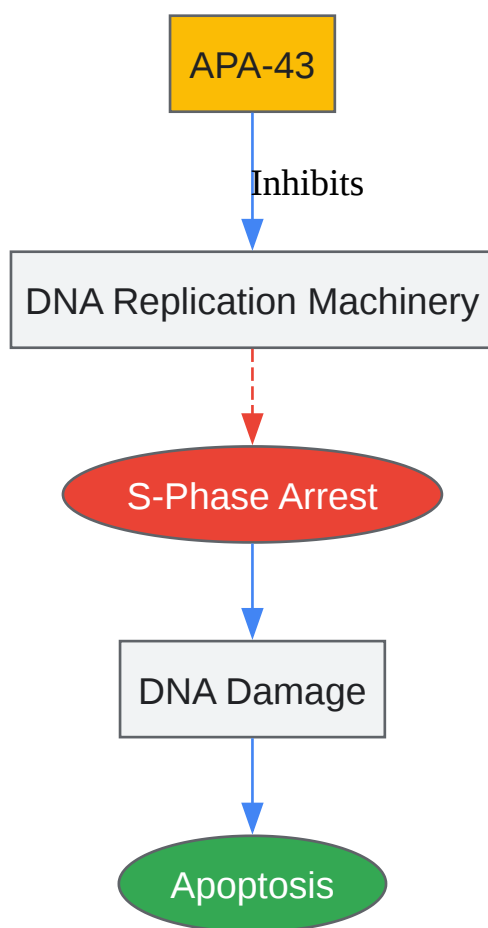 APA-43
Inhibits
DNA Replication Machinery
S-Phase Arrest
DNA Damage
Apoptosis